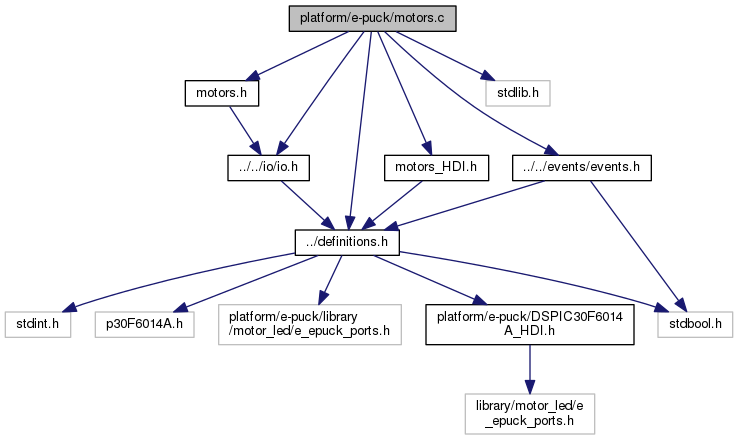 platform/e-puck/motors.c
motors.h
stdlib.h
../../io/io.h
motors_HDI.h
../../events/events.h
../definitions.h
stdint.h
p30F6014A.h
platform/e-puck/library
/motor_led/e_epuck_ports.h
platform/e-puck/DSPIC30F6014
A_HDI.h
stdbool.h
library/motor_led/e
_epuck_ports.h